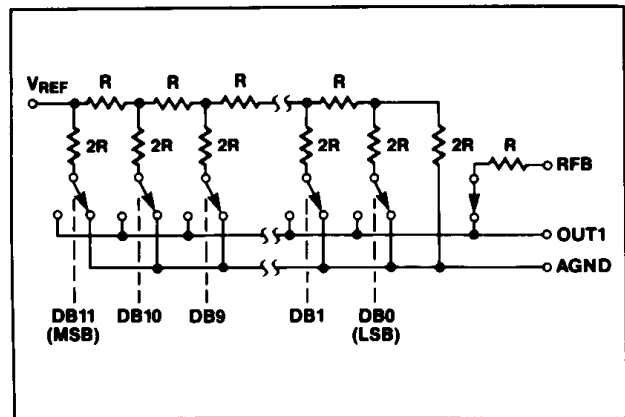 R R R R
VREF
2R 2R 2R 2R 2R 2R
R
RFB
OUT1
AGND
DB11 DB10 DB9 DB1 DB0
(MSB) (LSB)